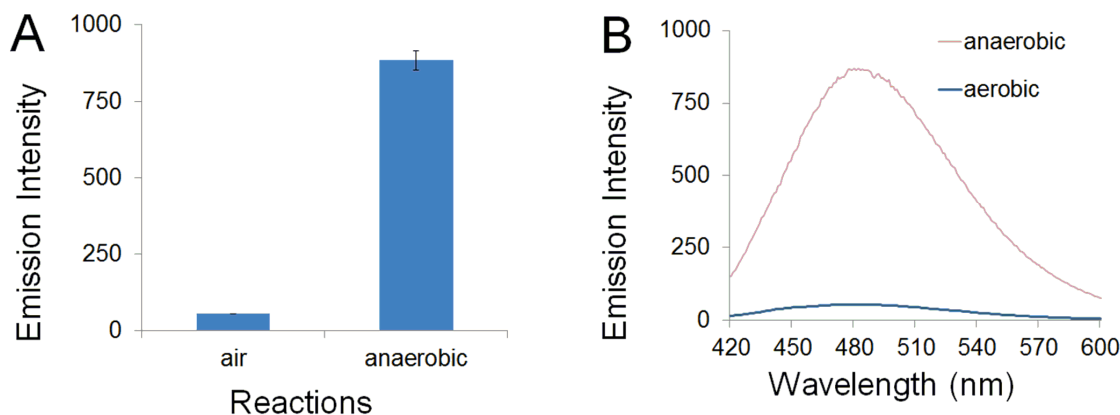 A
Emission Intensity
1000
750
500
250
0
air anaerobic
Reactions
B
Emission Intensity
1000
750
500
250
0
anaerobic
aerobic
420 450 480 510 540 570 600
Wavelength (nm)